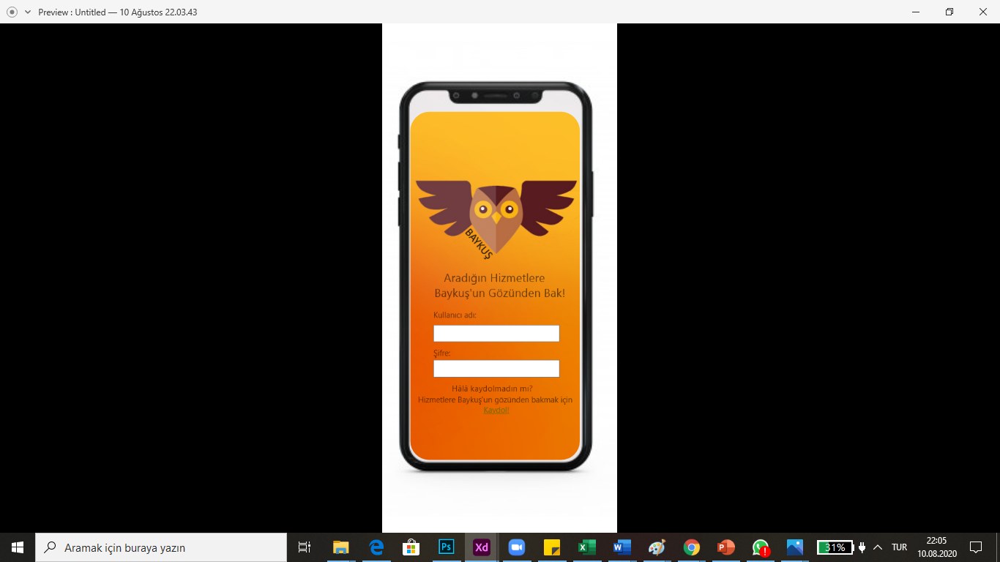 Preview : Untitled — 10 Ağustos 22.03.43
BAYKUŞ
Aradığın Hizmetlere
Baykuş'un Gözünden Bak!
Kullanıcı adı:
Şifre:
Hâlâ kaydolmadın mı?
Hizmetlere Baykuş'un gözünden bakmak için
Kaydol!
Aramak için buraya yazın
Ps
Xd
31%
TUR
22:05
10.08.2020